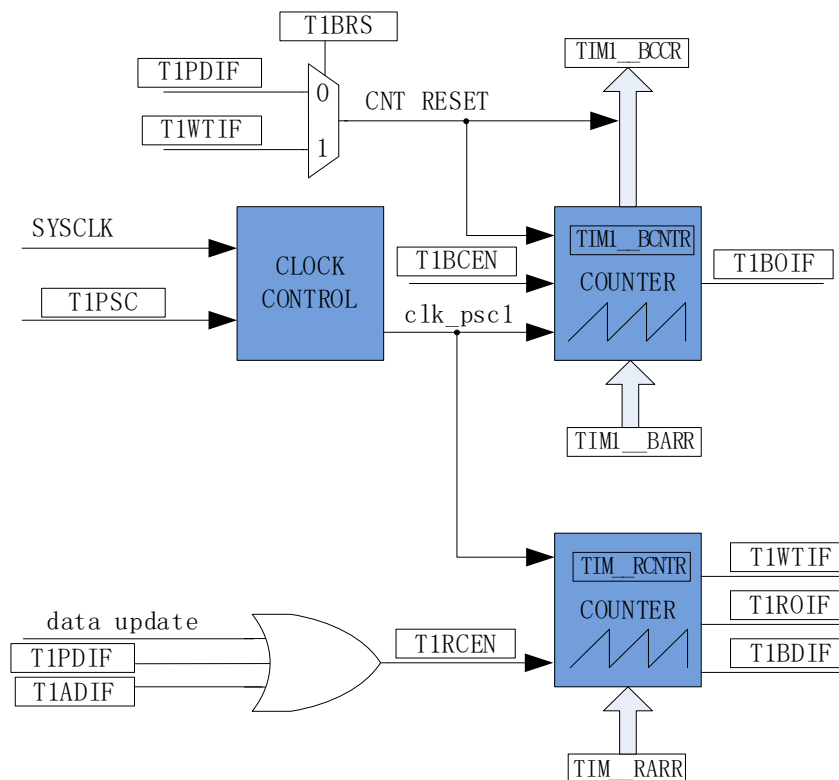 T1BRS
TIM1__BCCR
T1PDIF
0
CNT RESET
T1WTIF
1
SYSCLK
T1PSC
CLOCK
CONTROL
T1BCEN
clk_psc1
TIM1__BCNTR
COUNTER
T1BOIF
TIM1__BARR
TIM__RCNTR
COUNTER
T1WTIF
T1ROIF
T1BDIF
data update
T1PDIF
T1ADIF
T1RCEN
TIM__RARR